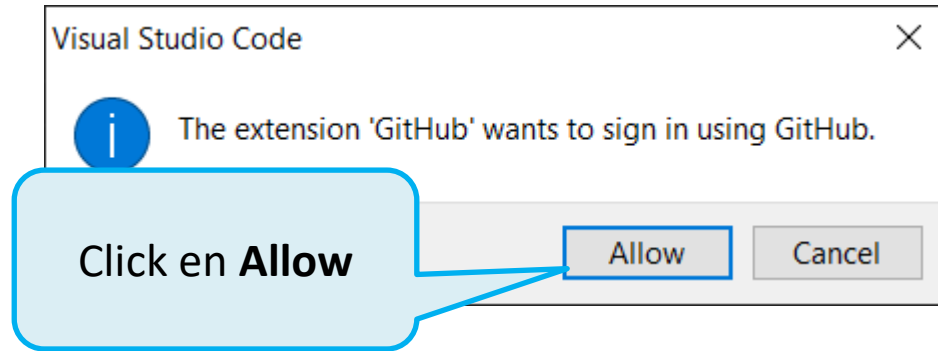 Visual Studio Code
The extension 'GitHub' wants to sign in using GitHub.
Click en Allow
Allow
Cancel